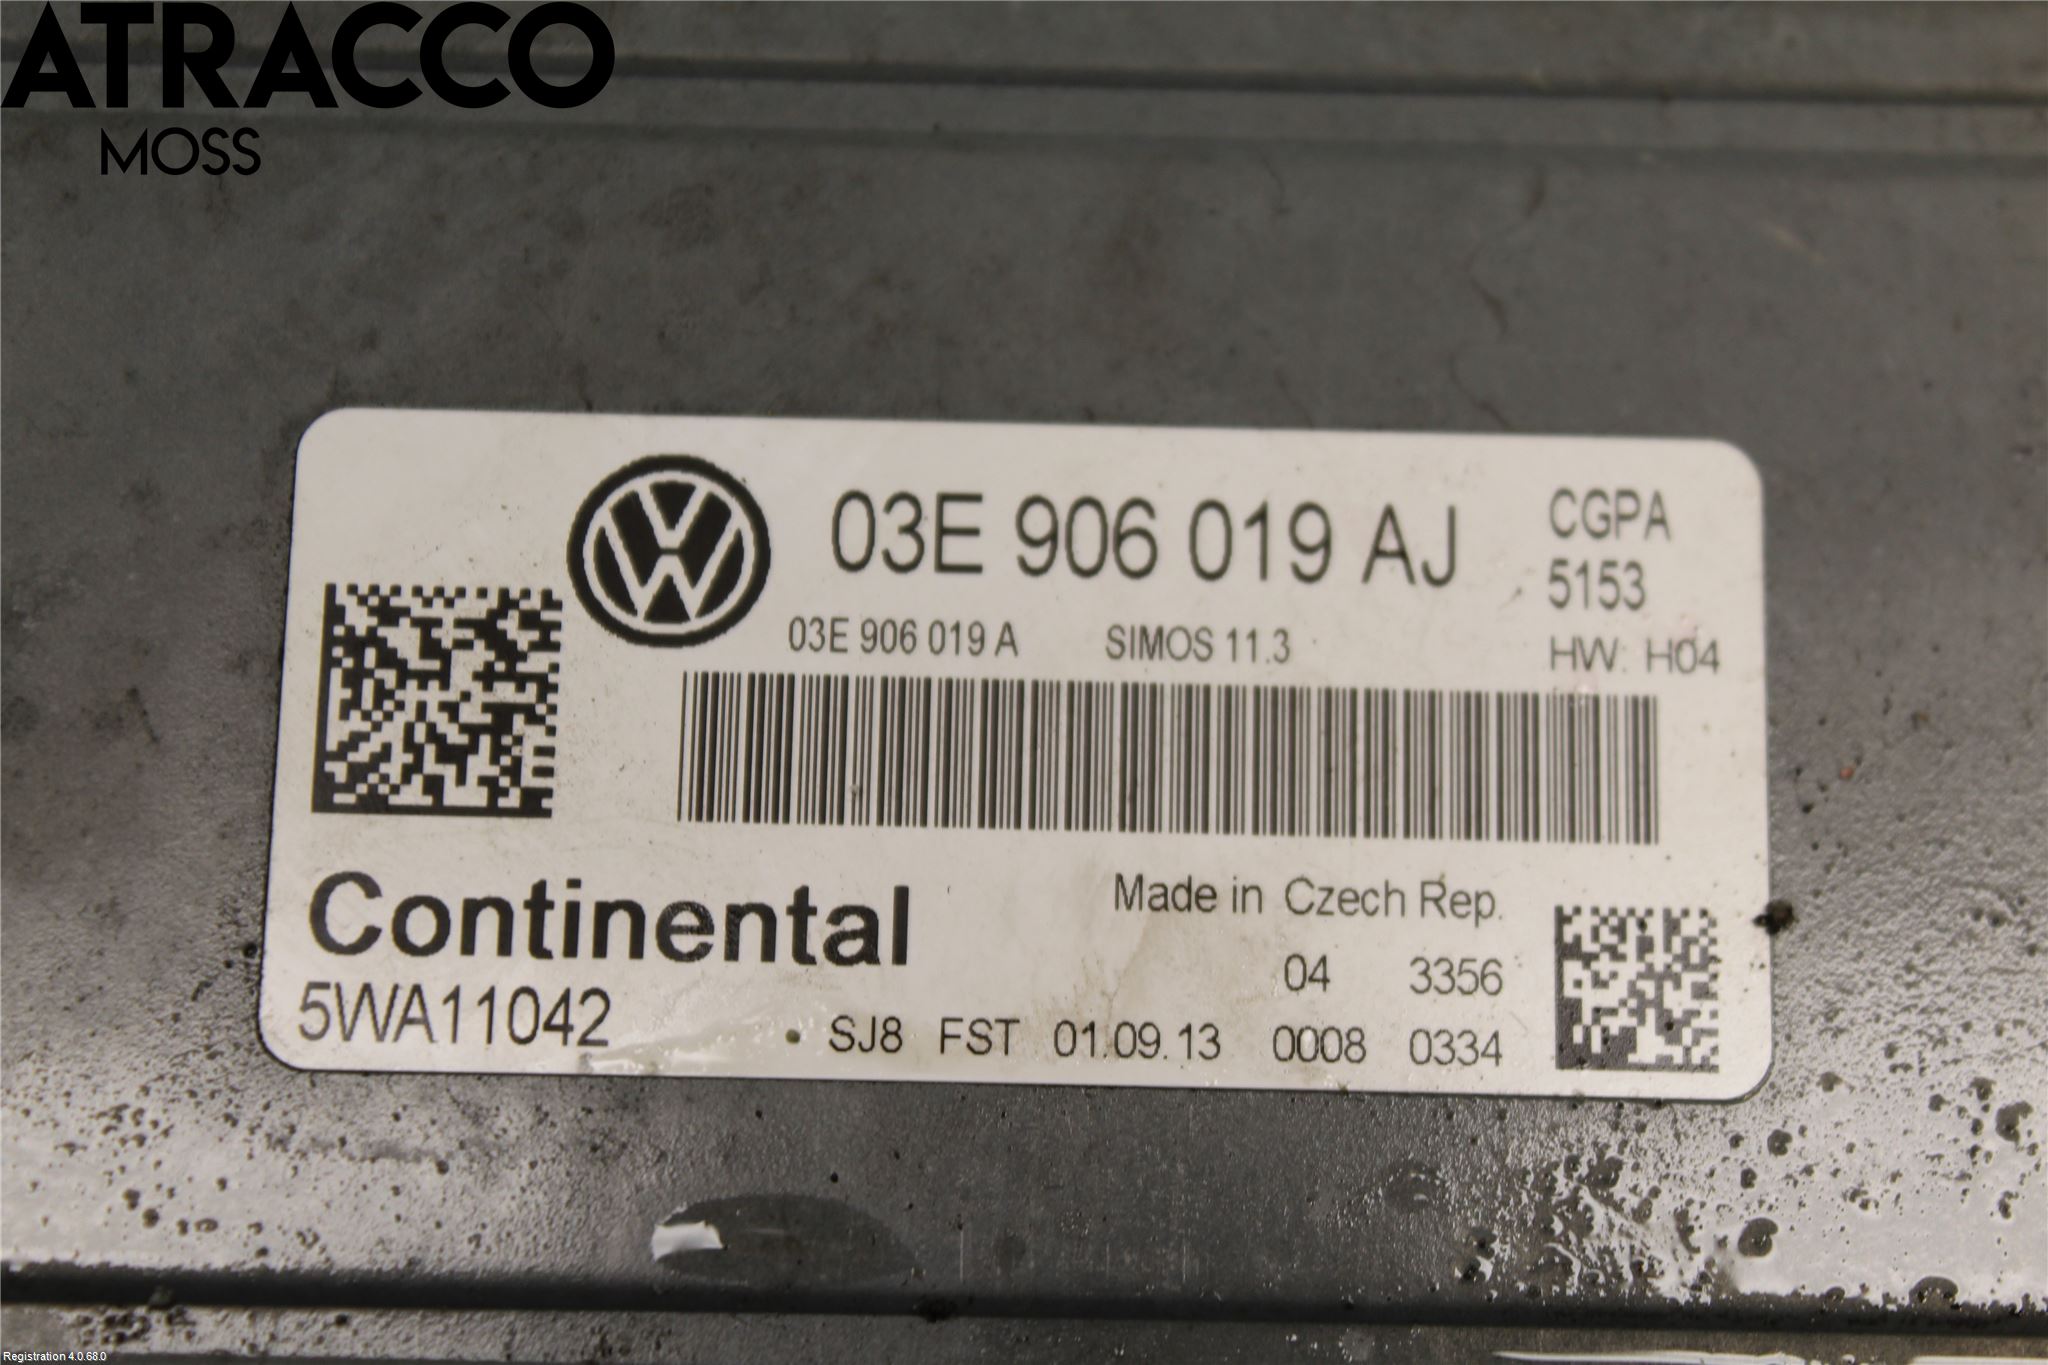 ATRACCO
MOSS
03E 906 019 AJ
CGPA
5153
03E 906 019 A SIMOS 11.3
HW: H04
Continental
Made in Czech Rep.
04 3356
5WA11042
SJ8 FST 01.09.13 0008 0334
Registration 4.0.68.0